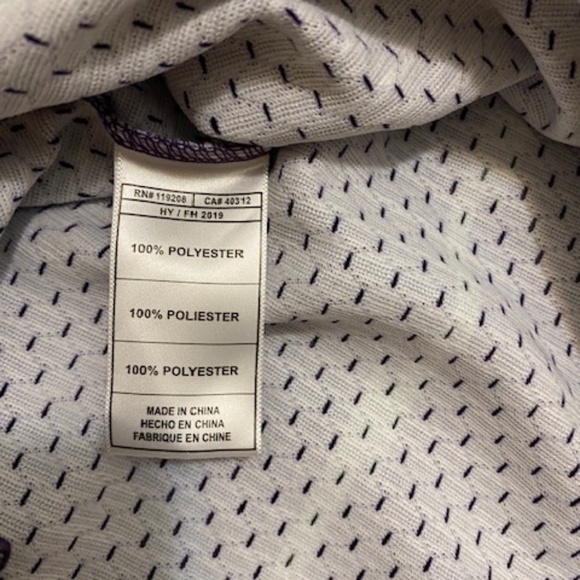 RN# 119208 CA# 40312
HY / FH 2019
100% POLYESTER
100% POLIESTER
100% POLYESTER
MADE IN CHINA
HECHO EN CHINA
FABRIQUE EN CHINE